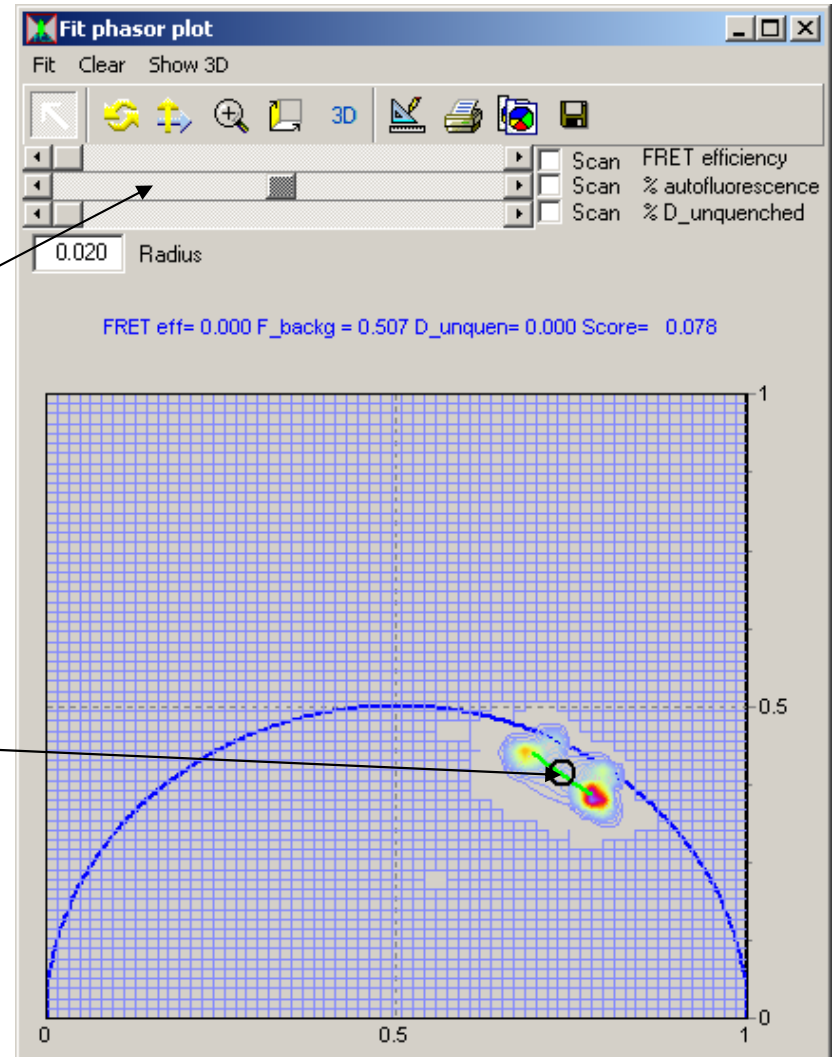 Fit phasor plot
Fit Clear Show 3D
3D
Scan FRET efficiency
Scan % autofluorescence
Scan % D_unquenched
0.020 Radius
FRET eff= 0.000 F_backg = 0.507 D_unquen= 0.000 Score= 0.078
1
0.5
0
0 0.5 1